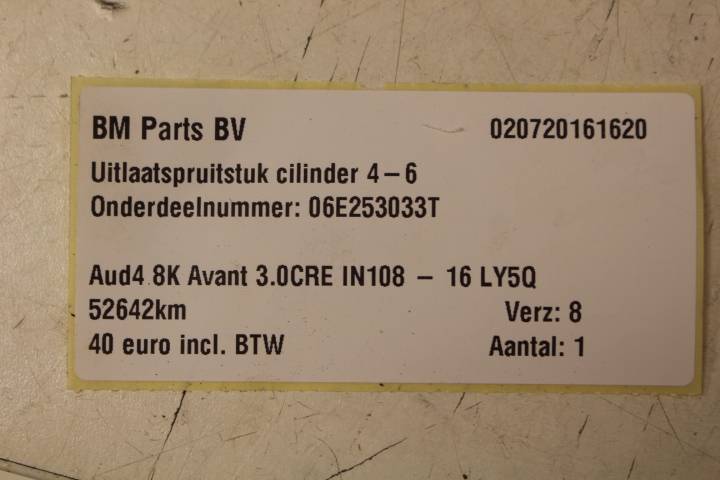 BM Parts BV 020720161620
Uitlaatspruitstuk cilinder 4 – 6
Onderdeelnummer: 06E253033T
Aud4 8K Avant 3.0CRE IN108 – 16 LY5Q
52642km Verz: 8
40 euro incl. BTW Aantal: 1